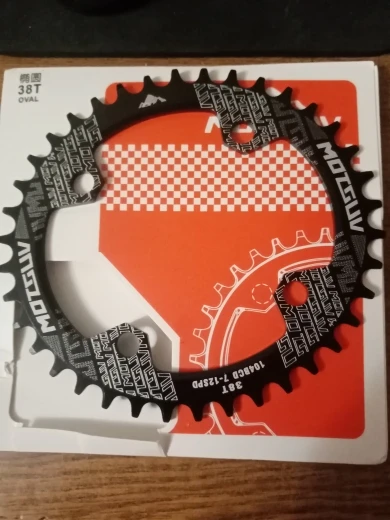 椭圆
38T
OVAL
MOTSUV
MOTSUV
38T
104BCD 7-12SPD